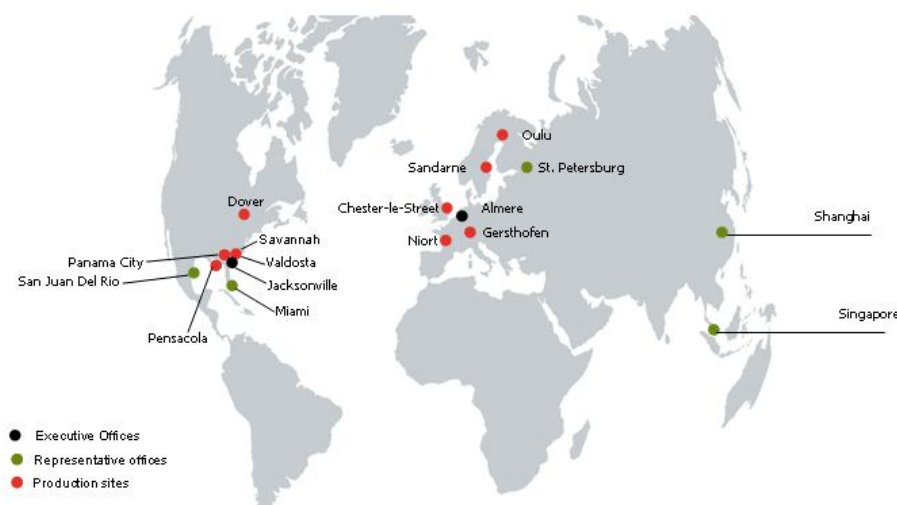 Oulu
Sandarne
St. Petersburg
Dover
Chester-le-Street
Almere
Shanghai
Savannah
Niort
Gersthofen
Panama City
Valdosta
San Juan Del Rio
Jacksonville
Miami
Singapore
Pensacola
Executive Offices
Representative offices
Production sites